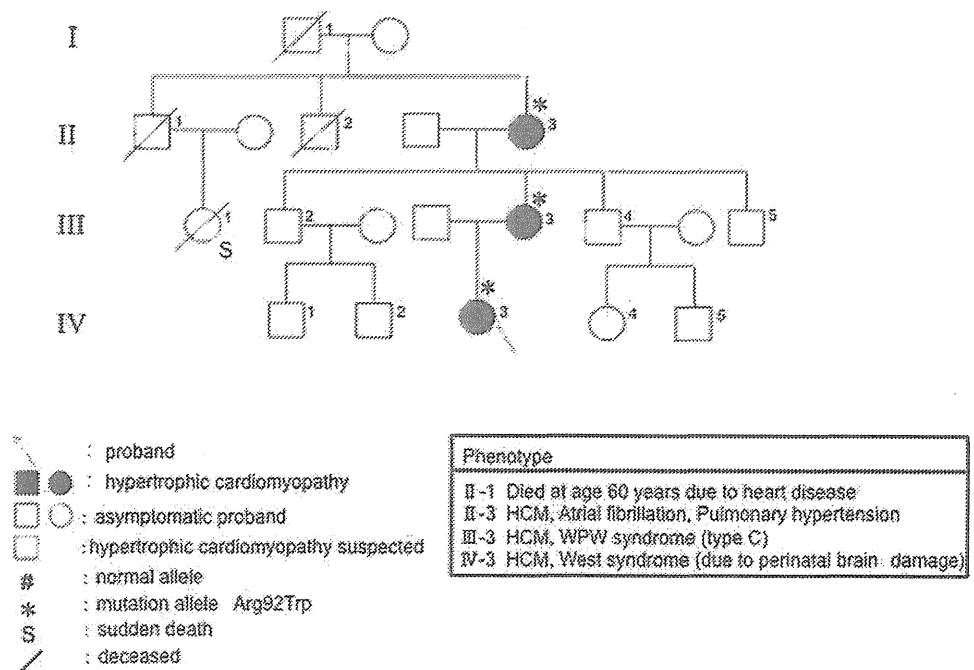 I
1
II
1
2
*
3
III
1
S
2
*
3
4
5
IV
1
2
*
3
4
5
: proband
: hypertrophic cardiomyopathy
: asymptomatic proband
: hypertrophic cardiomyopathy suspected
# : normal allele
* : mutation allele Arg92Trp
S : sudden death
: deceased
Phenotype
II-1 Died at age 60 years due to heart disease
II-3 HCM, Atrial fibrillation, Pulmonary hypertension
III-3 HCM, WPW syndrome (type C)
IV-3 HCM, West syndrome (due to perinatal brain damage)